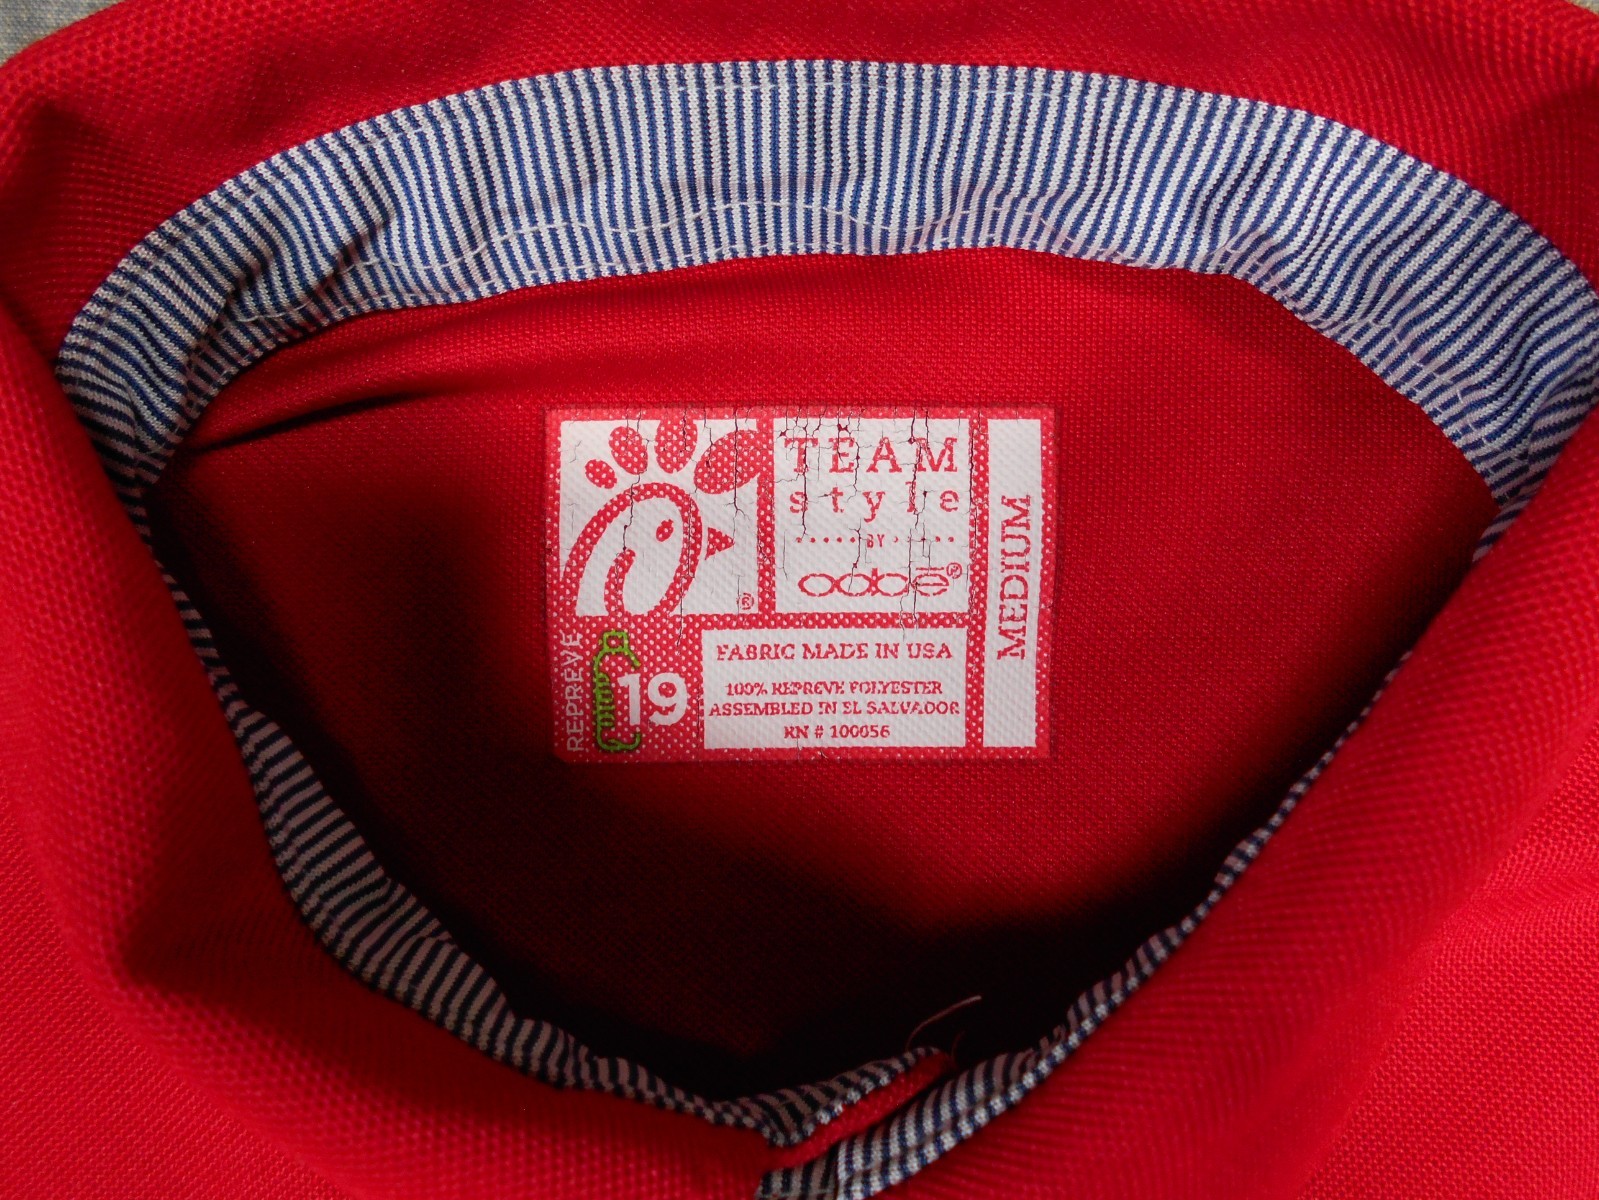 TEAM
style
BY
oobe®
®
MEDIUM
REPREVE
19
FABRIC MADE IN USA
100% REPREVE POLYESTER
ASSEMBLED IN EL SALVADOR
RN # 100056